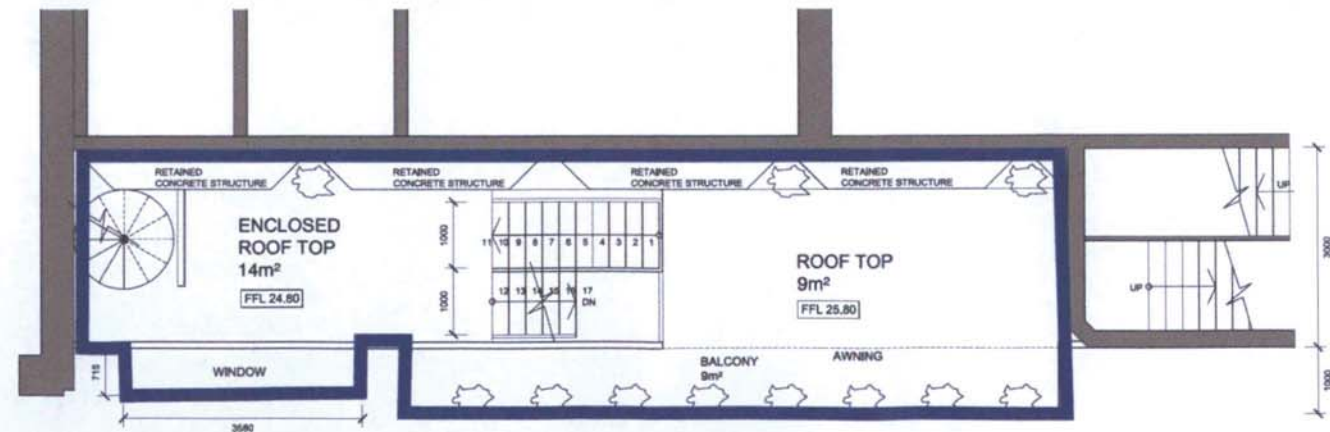 RETAINED
CONCRETE STRUCTURE
RETAINED
CONCRETE STRUCTURE
RETAINED
CONCRETE STRUCTURE
RETAINED
CONCRETE STRUCTURE
UP
3000
ENCLOSED
ROOF TOP
14m²
FFL 24.80
1000
11 10 9 8 7 6 5 4 3 2 1
ROOF TOP
9m²
FFL 25.80
1000
12 13 14 15 16 17
DN
UP
715
WINDOW
BALCONY
9m²
AWNING
1000
3580